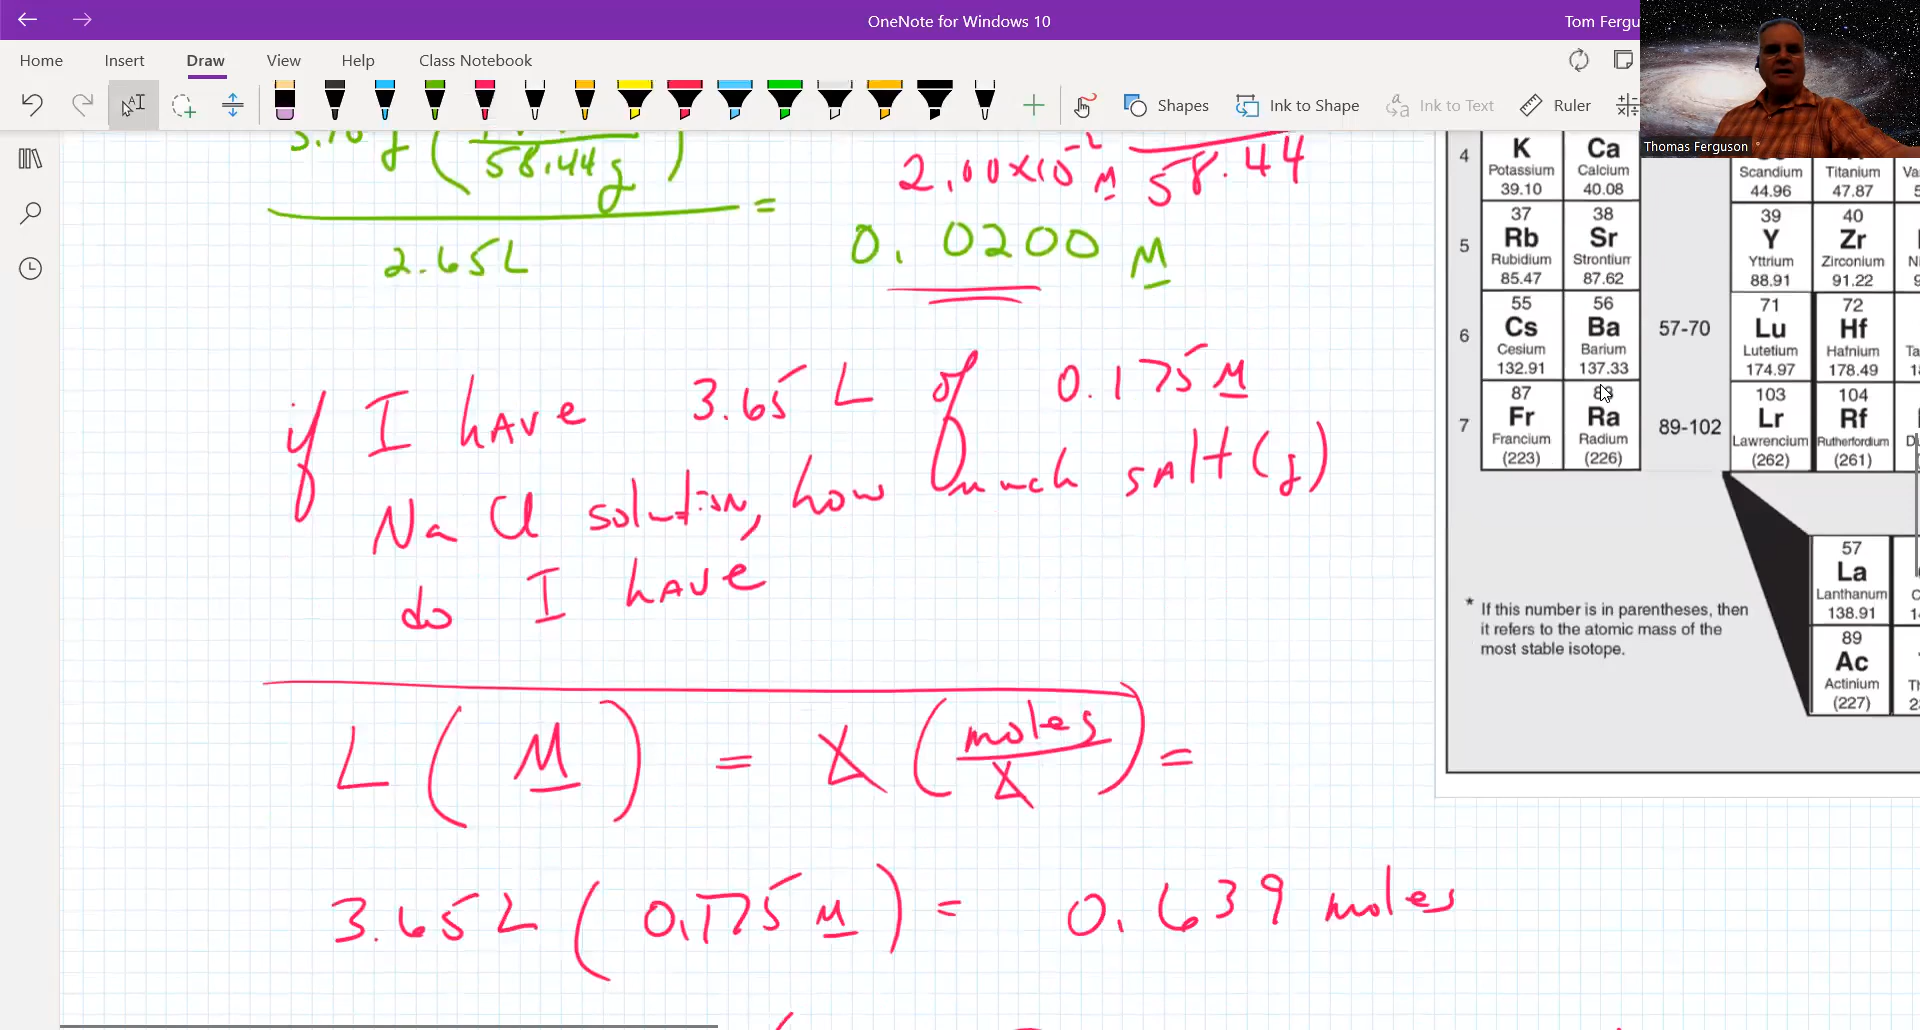 OneNote for Windows 10
Tom Fergu
Home Insert Draw View Help Class Notebook
Shapes Ink to Shape Ink to Text Ruler
Thomas Ferguson
g ( 58.44g ) =
2.65L
2.00x10⁻² M 58.44
0.0200 M
if I have 3.65 L of 0.175 M
NaCl solution, how much salt (g)
do I have
L ( M ) = L ( moles / L ) =
3.65 L ( 0.175 M ) = 0.639 moles
4
K
Potassium
39.10
Ca
Calcium
40.08
Scandium
44.96
Titanium
47.87
Va
5
37
Rb
Rubidium
85.47
38
Sr
Strontium
87.62
39
Y
Yttrium
88.91
40
Zr
Zirconium
91.22
6
55
Cs
Cesium
132.91
56
Ba
Barium
137.33
57-70
71
Lu
Lutetium
174.97
72
Hf
Hafnium
178.49
Ta
7
87
Fr
Francium
(223)
Ra
Radium
(226)
89-102
103
Lr
Lawrencium
(262)
104
Rf
Rutherfordium
(261)
57
La
Lanthanum
138.91
89
Ac
Actinium
(227)
* If this number is in parentheses, then
it refers to the atomic mass of the
most stable isotope.